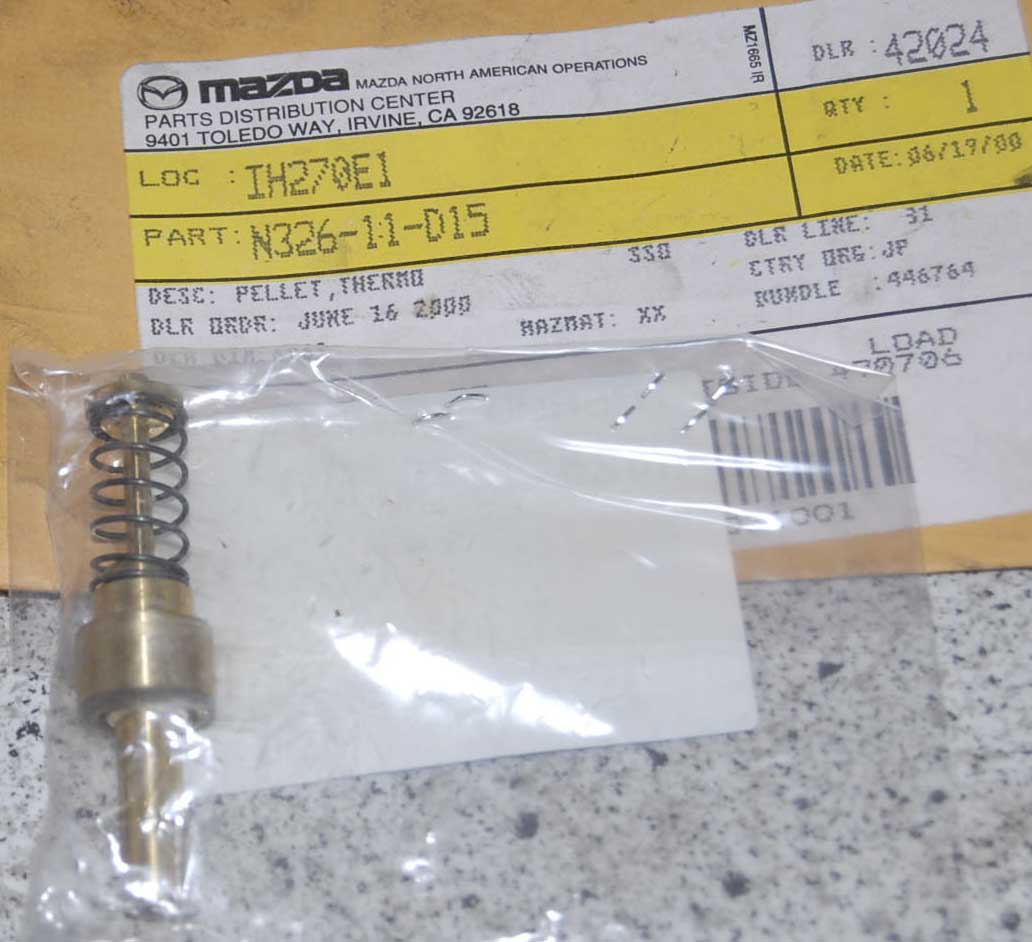 mazda MAZDA NORTH AMERICAN OPERATIONS
PARTS DISTRIBUTION CENTER
9401 TOLEDO WAY, IRVINE, CA 92618
MZ1665 IR
DLR : 42024
QTY : 1
LOC : IH270E1
DATE: 06/19/00
PART: N326-11-D15
SSO
DLR LINE: 31
DESC: PELLET, THERMO
CTRY ORG: JP
DLR ORDR: JUNE 16 2000
HAZMAT: XX
BUNDLE : 446764
LOAD